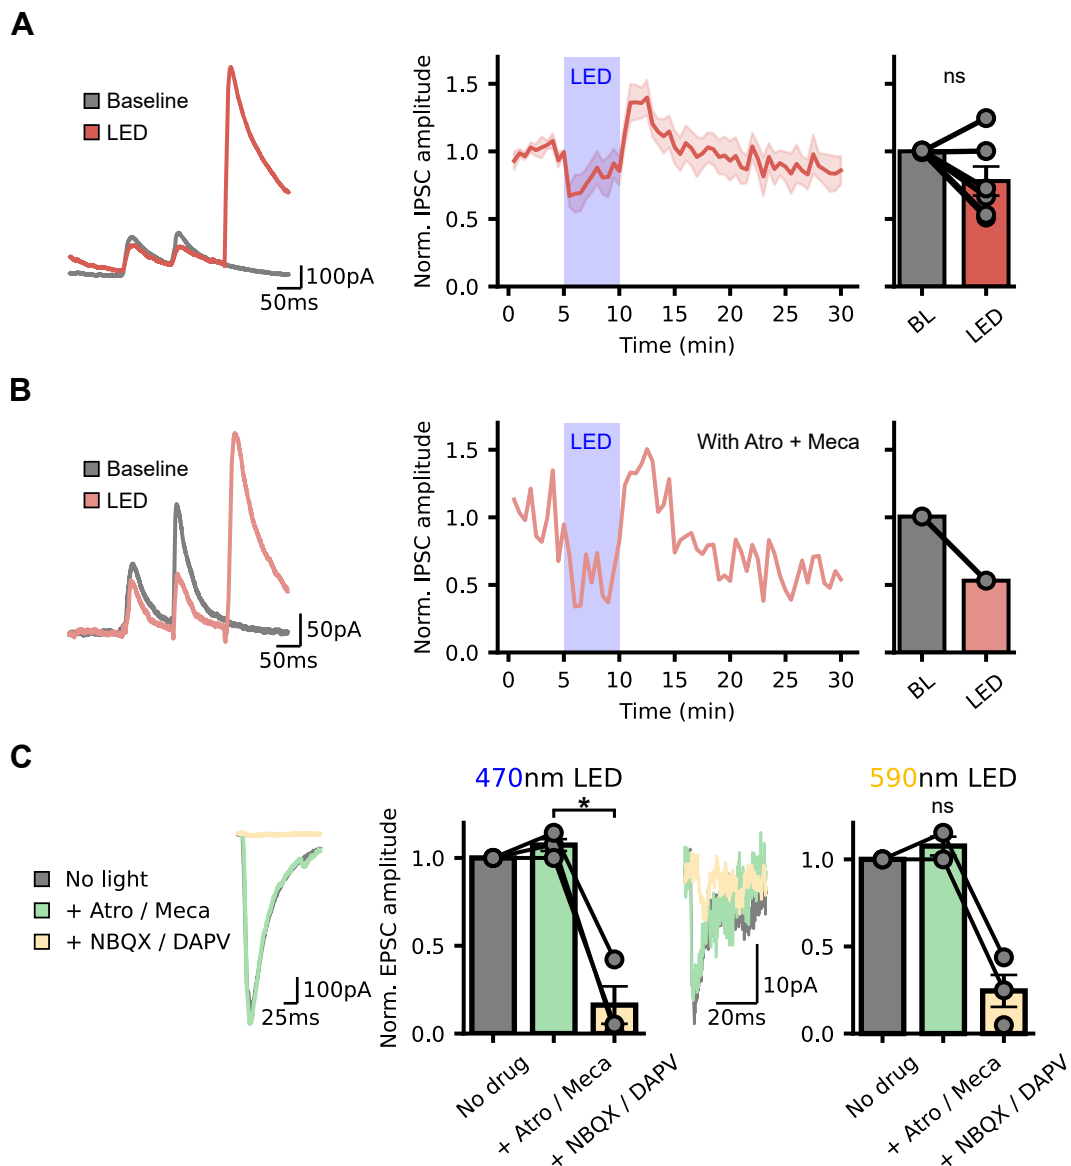 A
Baseline
LED
100pA
50ms
Norm. IPSC amplitude
1.5
1.0
0.5
0.0
LED
0 5 10 15 20 25 30
Time (min)
ns
BL LED
B
Baseline
LED
50pA
50ms
Norm. IPSC amplitude
1.5
1.0
0.5
0.0
LED
With Atro + Meca
0 5 10 15 20 25 30
Time (min)
BL LED
C
No light
+ Atro / Meca
+ NBQX / DAPV
100pA
25ms
470nm LED
*
Norm. EPSC amplitude
1.0
0.5
0.0
No drug
+ Atro / Meca
+ NBQX / DAPV
10pA
20ms
590nm LED
ns
1.0
0.5
0.0
No drug
+ Atro / Meca
+ NBQX / DAPV